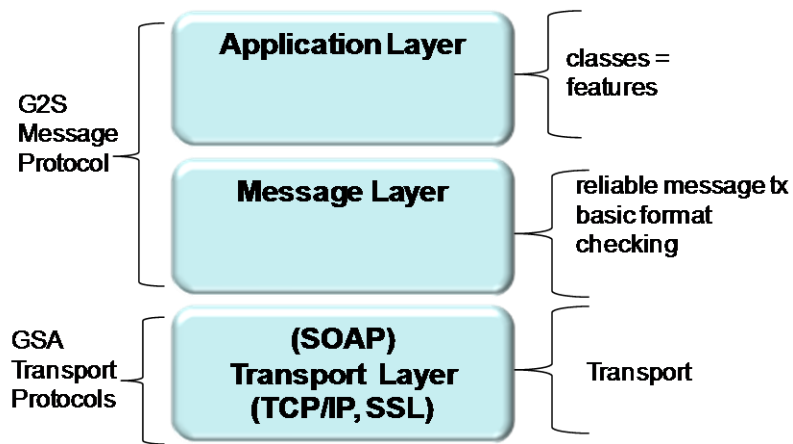 Application Layer
classes =
features
G2S
Message
Protocol
Message Layer
reliable message tx
basic format
checking
GSA
Transport
Protocols
(SOAP)
Transport Layer
(TCP/IP, SSL)
Transport